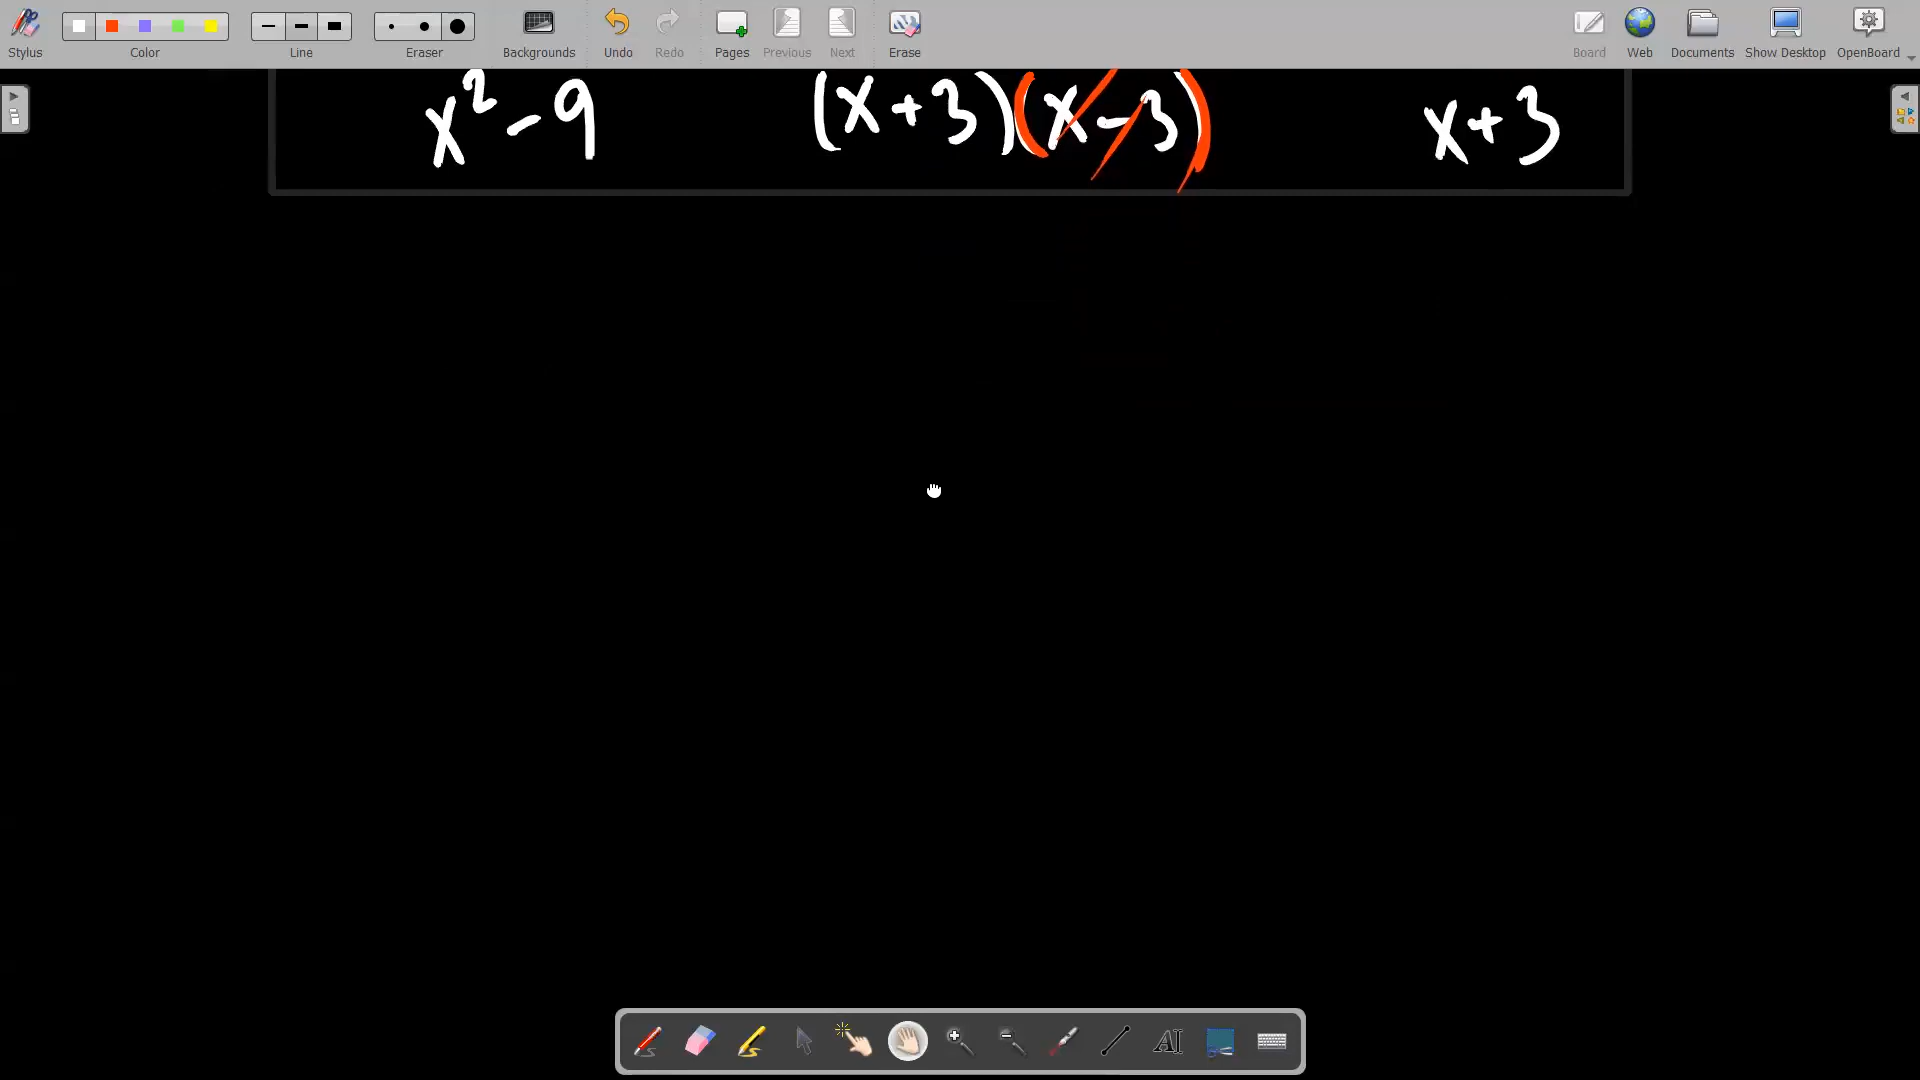 Stylus Color Line Eraser Backgrounds Undo Redo Pages Previous Next Erase Board Web Documents Show Desktop OpenBoard
x²-9 (x+3)(x-3) x+3
AI